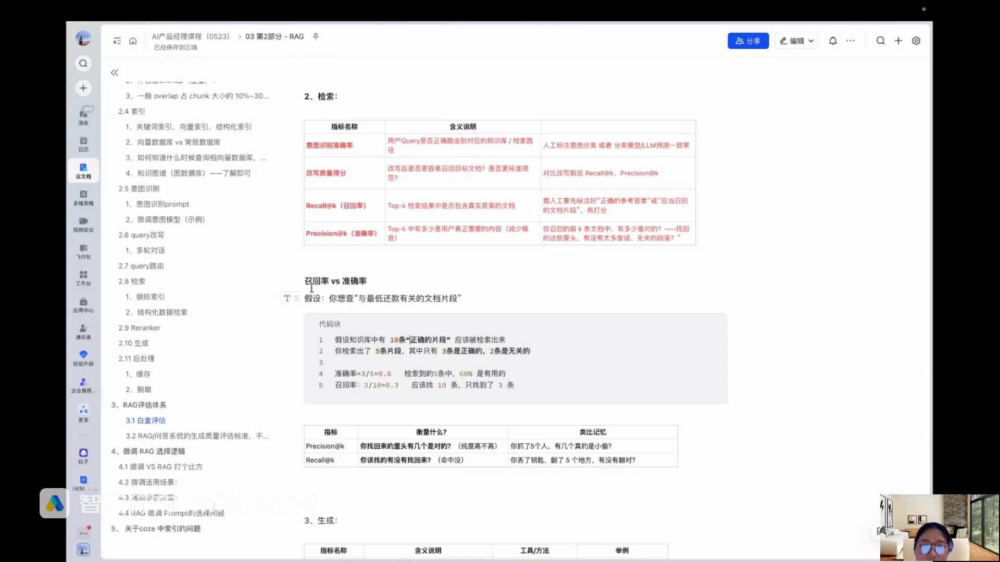 AI产品经理课程（0523） > 03 第2部分 - RAG
已经保存到云端
分享
编辑
499
消息
日历
云文档
多维表格
视频会议
飞行社
工作台
应用中心
通讯录
权益升级
企业推荐...
更多
扣子
(4/9) : ...
3、一般 overlap 占 chunk 大小的 10%~30...
2.4 索引
1、关键词索引，向量索引，结构化索引
2、向量数据库 vs 常规数据库
3、如何知道什么时候查询相向量数据库，...
4、知识图谱（图数据库）——了解即可
2.5 意图识别
1、意图识别prompt
2、微调意图模型（示例）
2.6 query改写
1、多轮对话
2.7 query路由
2.8 检索
1、倒排索引
2、结构化数据检索
2.9 Reranker
2.10 生成
2.11 后处理
1、缓存
2、脱敏
3、RAG评估体系
3.1 白盒评估
3.2 RAG/问答系统的生成质量评估标准，不...
4、微调 RAG 选择逻辑
4.1 微调 VS RAG 打个比方
4.2 微调适用场景：
4.3 落地步骤决策：
4.4 RAG 微调 Prompt的选择问题
5、 关于coze 中索引的问题
2、检索：
指标名称 含义说明
意图识别准确率 用户Query是否正确路由到对应的知识库 / 检索路径 人工标注意图分类 或者 分类模型/LLM预测一致率
改写质量得分 改写后是否更容易召回目标文档？是否更标准规范？ 对比改写前后 Recall@k、Precision@k
Recall@k（召回率） Top-k 检索结果中是否包含真实答案的文档 需人工事先标注好“正确的参考答案”或“应当召回的文档片段”，再打分
Precision@k（准确率） Top-k 中有多少是用户真正需要的内容（减少噪音） 你召回的前 k 条文档中，有多少是对的？——找回的这些里头，有没有太多废话、无关的段落？”
召回率 vs 准确率
假设：你想查“与最低还款有关的文档片段”
代码块
1 假设知识库中有 10条“正确的片段” 应该被检索出来
2 你检索出了 5条片段，其中只有 3条是正确的，2条是无关的
3
4 准确率=3/5=0.6 检索到的5条中，60% 是有用的
5 召回率：3/10=0.3 应该找 10 条，只找到了 3 条
指标 衡量什么？ 类比记忆
Precision@k 你找回来的里头有几个是对的？（纯度高不高） 你抓了5个人，有几个真的是小偷？
Recall@k 你该找的有没有找回来？（命中没） 你丢了钥匙，翻了 5 个地方，有没有翻对？
3、生成：
指标名称 含义说明 工具/方法 举例